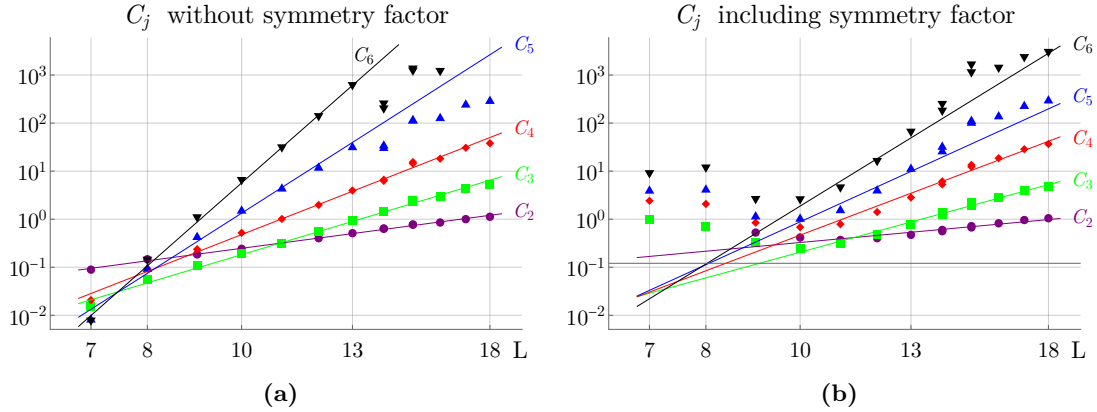 C_j without symmetry factor
10^3
10^2
10^1
10^0
10^−1
10^−2
C_6
C_5
C_4
C_3
C_2
7 8 10 13 18 L
(a)
C_j including symmetry factor
10^3
10^2
10^1
10^0
10^−1
10^−2
C_6
C_5
C_4
C_3
C_2
7 8 10 13 18 L
(b)